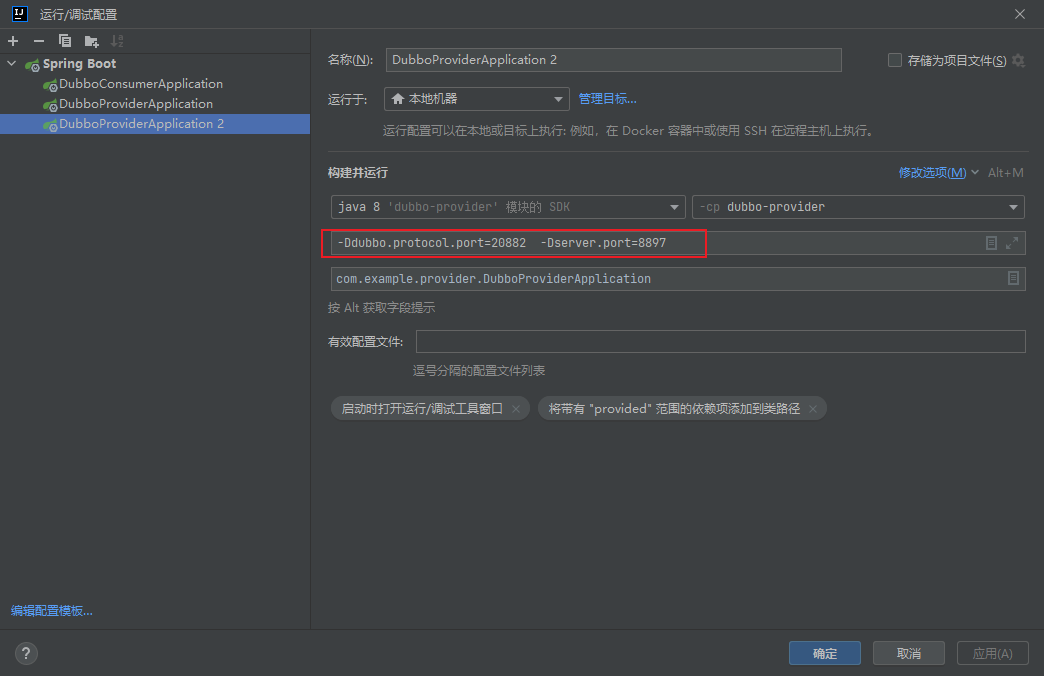 运行/调试配置
Spring Boot
DubboConsumerApplication
DubboProviderApplication
DubboProviderApplication 2
编辑配置模板...
名称(N): DubboProviderApplication 2 存储为项目文件(S)
运行于: 本地机器 管理目标...
运行配置可以在本地或目标上执行: 例如，在 Docker 容器中或使用 SSH 在远程主机上执行。
构建并运行 修改选项(M) Alt+M
java 8 'dubbo-provider' 模块的 SDK -cp dubbo-provider
-Ddubbo.protocol.port=20882 -Dserver.port=8897
com.example.provider.DubboProviderApplication
按 Alt 获取字段提示
有效配置文件:
逗号分隔的配置文件列表
启动时打开运行/调试工具窗口 × 将带有 "provided" 范围的依赖项添加到类路径 ×
? 确定 取消 应用(A)